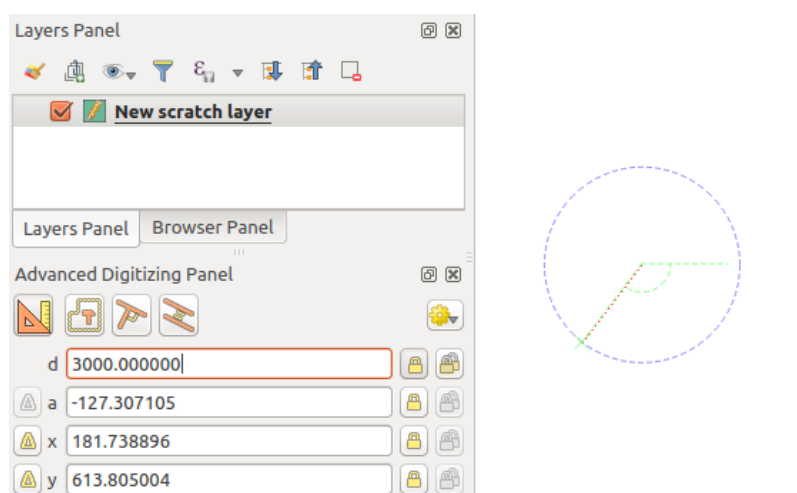 Layers Panel
New scratch layer
Layers Panel Browser Panel
Advanced Digitizing Panel
d 3000.000000
a -127.307105
x 181.738896
y 613.805004